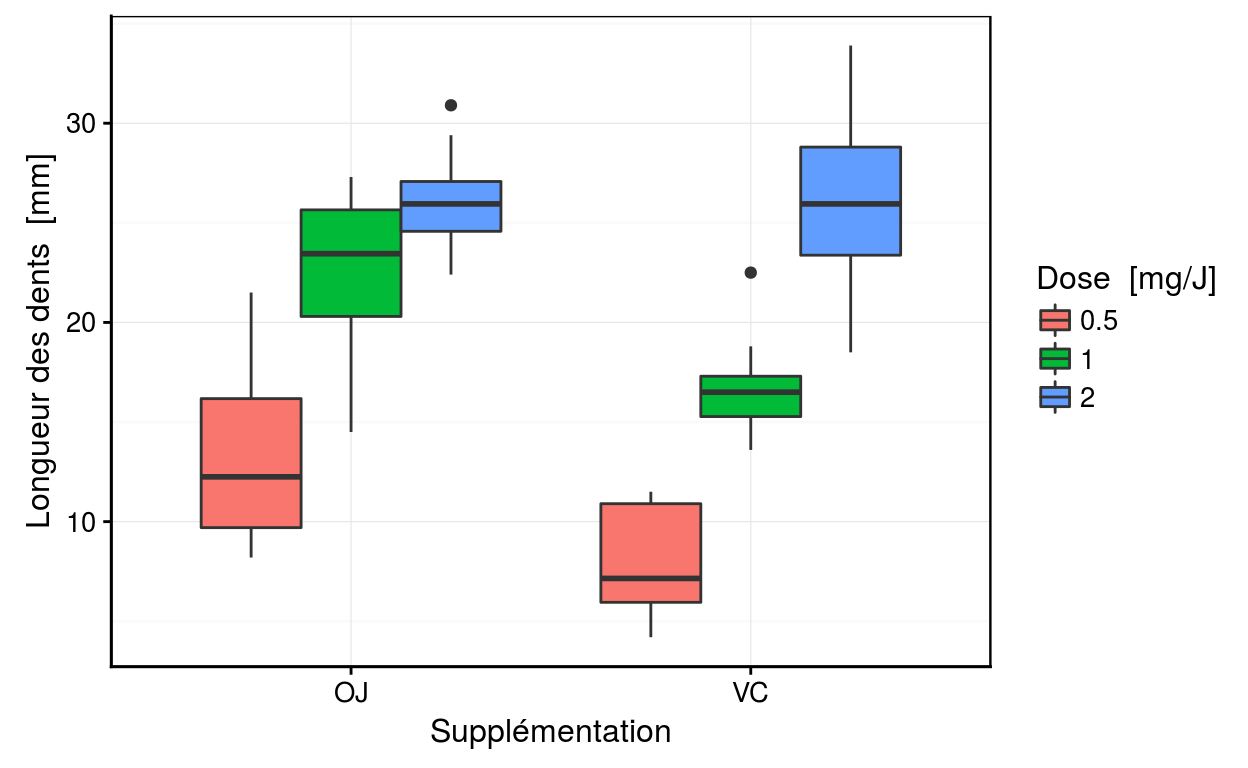 Longueur des dents [mm]
30
20
10
OJ
VC
Supplémentation
Dose [mg/J]
0.5
1
2